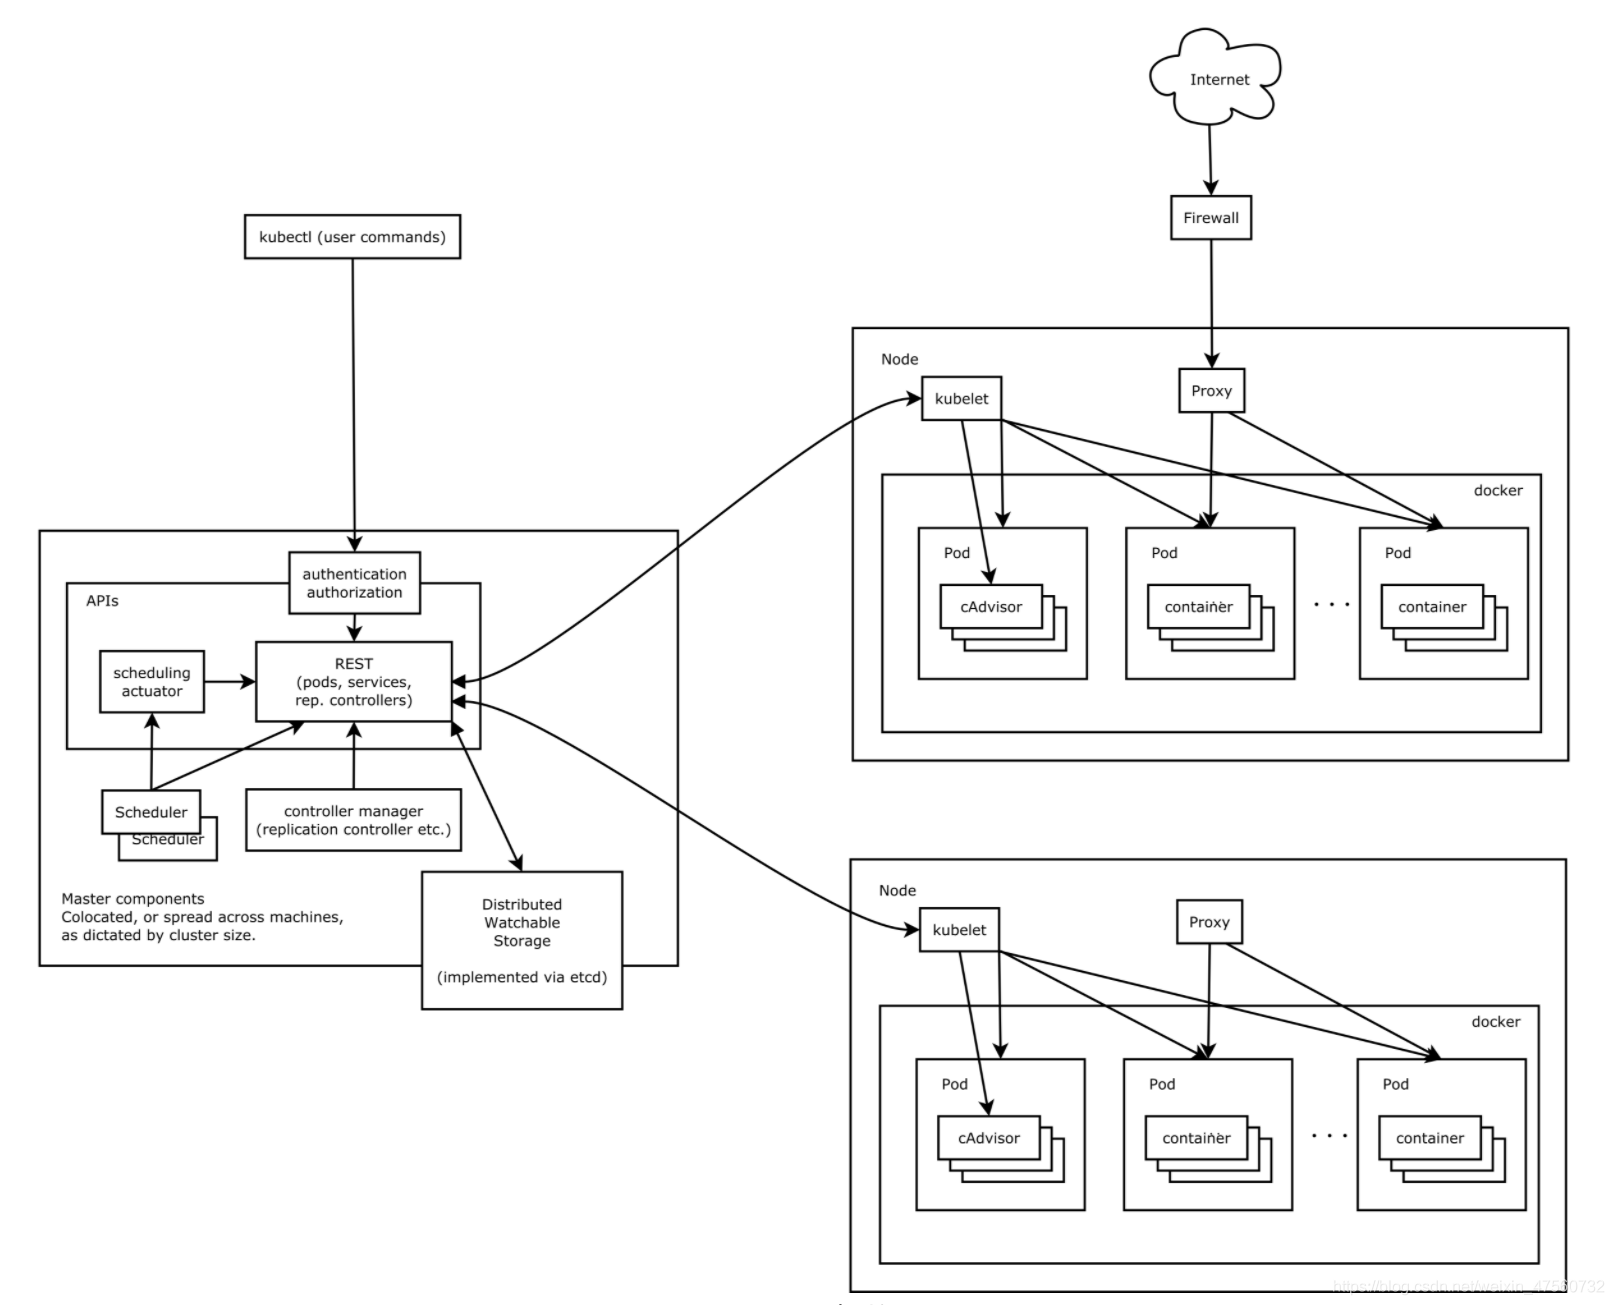 Internet
Firewall
kubectl (user commands)
Node
kubelet
Proxy
docker
Pod
cAdvisor
Pod
container
. . .
Pod
container
authentication
authorization
APIs
REST
(pods, services,
rep. controllers)
scheduling
actuator
Scheduler
Scheduler
controller manager
(replication controller etc.)
Master components
Colocated, or spread across machines,
as dictated by cluster size.
Distributed
Watchable
Storage
(implemented via etcd)
Node
kubelet
Proxy
docker
Pod
cAdvisor
Pod
container
. . .
Pod
container
https://blog.csdn.net/weixin_47560732